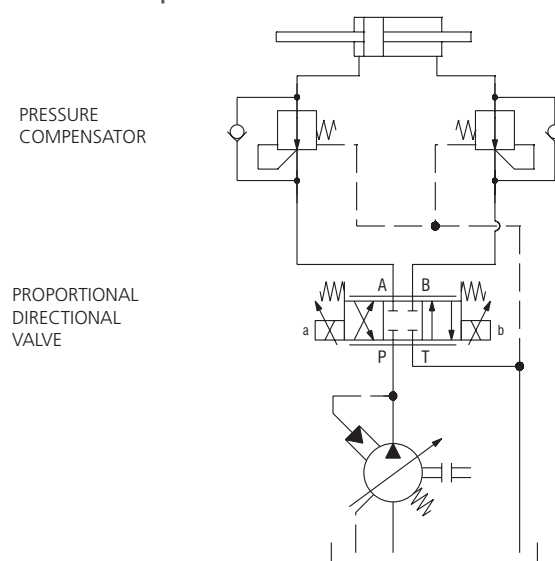 PRESSURE
COMPENSATOR
A B
PROPORTIONAL
DIRECTIONAL
VALVE
a b
P T